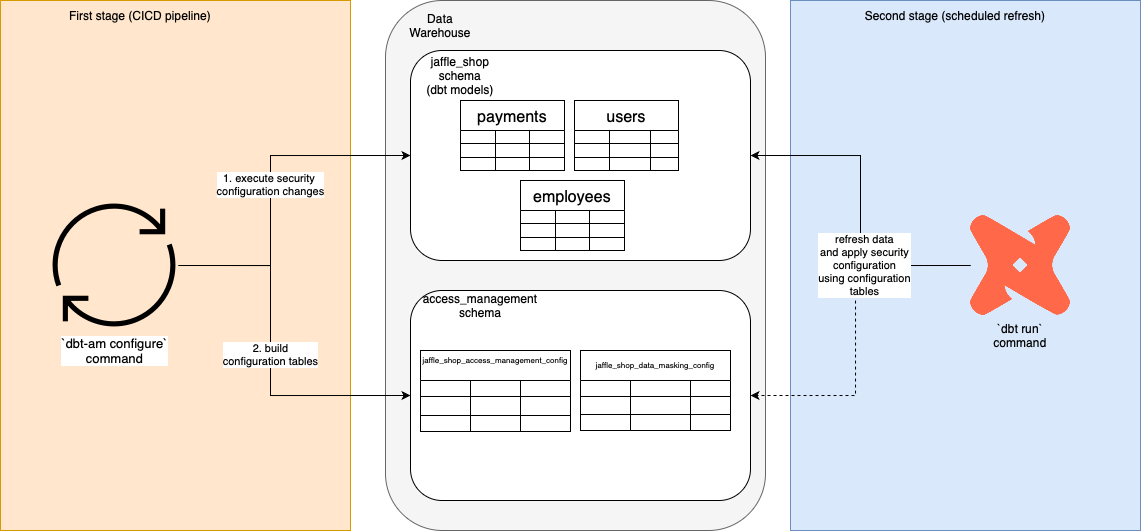 First stage (CICD pipeline)
Data
Warehouse
Second stage (scheduled refresh)
jaffle_shop
schema
(dbt models)
payments
users
employees
1. execute security
configuration changes
refresh data
and apply security
configuration
using configuration
tables
access_management
schema
`dbt-am configure`
command
2. build
configuration tables
jaffle_shop_access_management_config
jaffle_shop_data_masking_config
`dbt run`
command